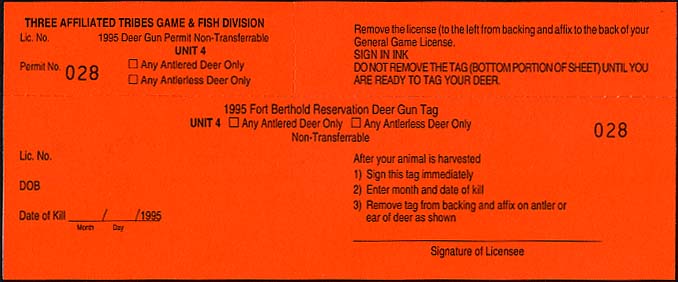 THREE AFFILIATED TRIBES GAME & FISH DIVISION
Lic. No. 1995 Deer Gun Permit Non-Transferrable
UNIT 4
Permit No. 028
☐ Any Antlered Deer Only
☐ Any Antlerless Deer Only
Remove the license (to the left from backing and affix to the back of your
General Game License.
SIGN IN INK
DO NOT REMOVE THE TAG (BOTTOM PORTION OF SHEET) UNTIL YOU
ARE READY TO TAG YOUR DEER.
1995 Fort Berthold Reservation Deer Gun Tag
UNIT 4 ☐ Any Antlered Deer Only ☐ Any Antlerless Deer Only
Non-Transferrable
028
Lic. No.
DOB
Date of Kill ____/____/1995
Month Day
After your animal is harvested
1) Sign this tag immediately
2) Enter month and date of kill
3) Remove tag from backing and affix on antler or
ear of deer as shown
Signature of Licensee